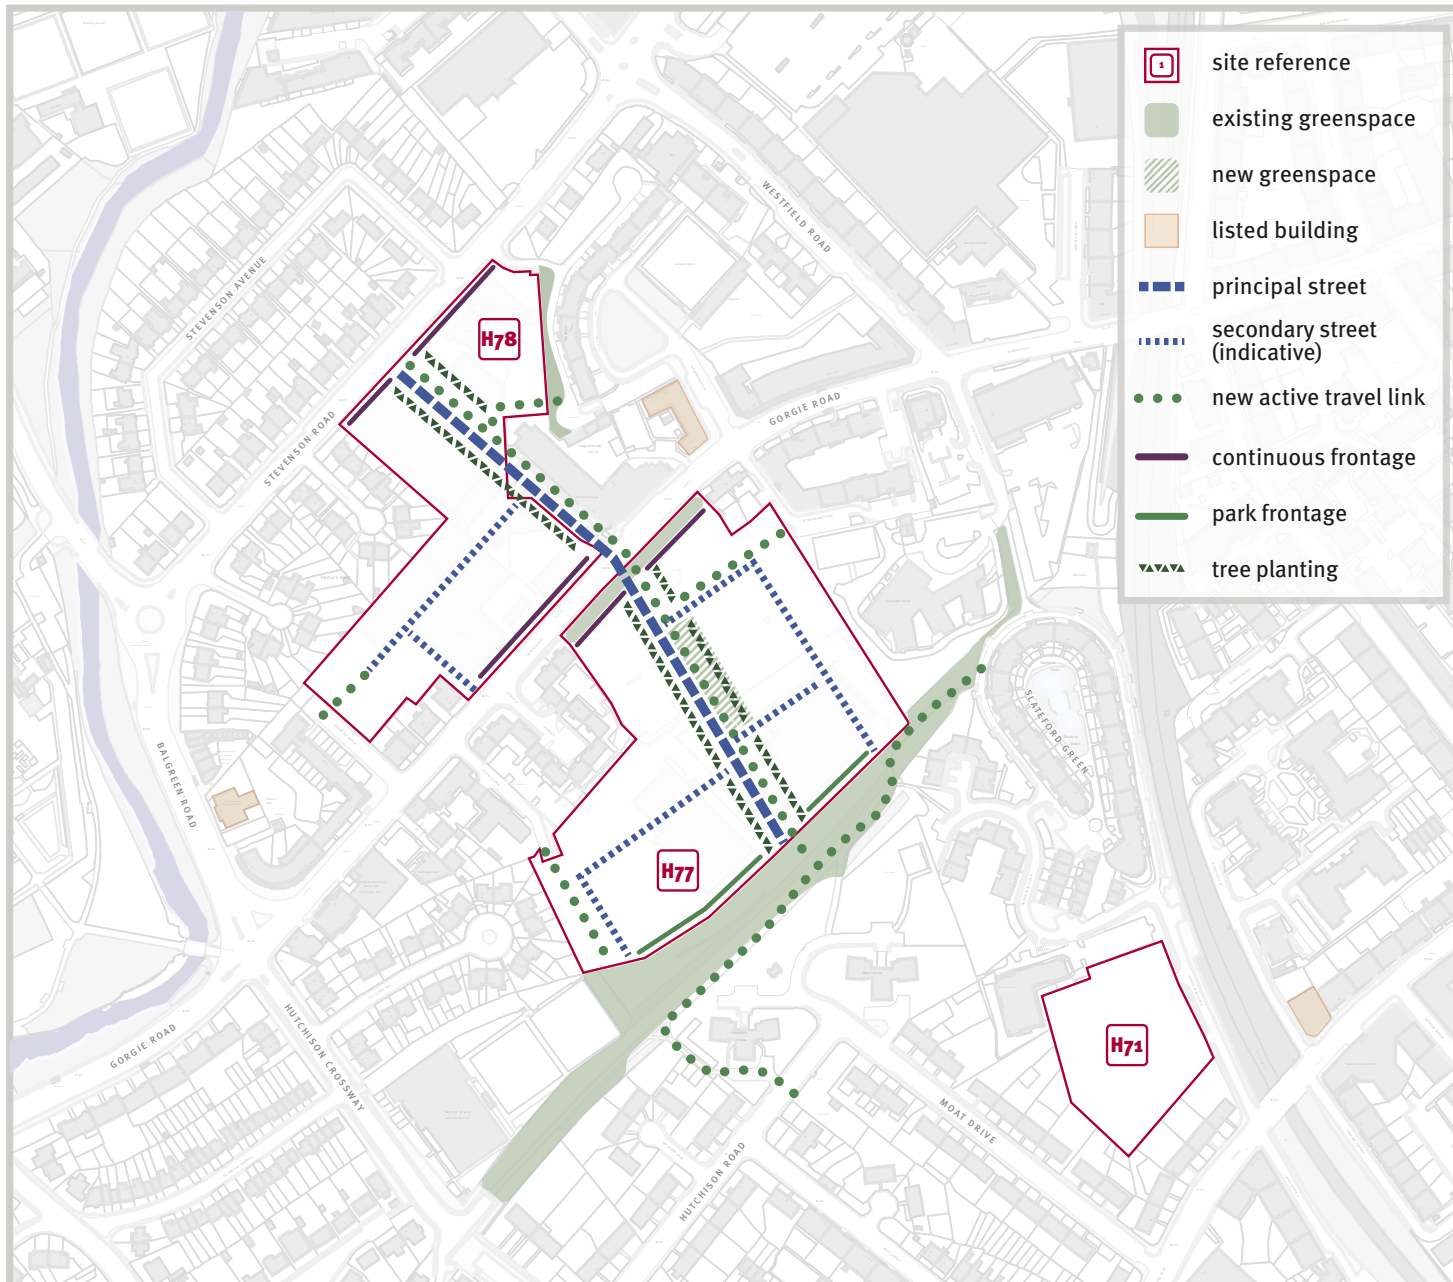 1
site reference
existing greenspace
new greenspace
listed building
principal street
secondary street
(indicative)
new active travel link
continuous frontage
park frontage
tree planting
WESTFIELD ROAD
STEVENSON AVENUE
H78
GORGIE ROAD
STEVENSON ROAD
SLATEFORD GREEN
BALGREEN ROAD
H77
H71
GORGIE ROAD
HUTCHISON CROSSWAY
MOAT DRIVE
HUTCHISON ROAD